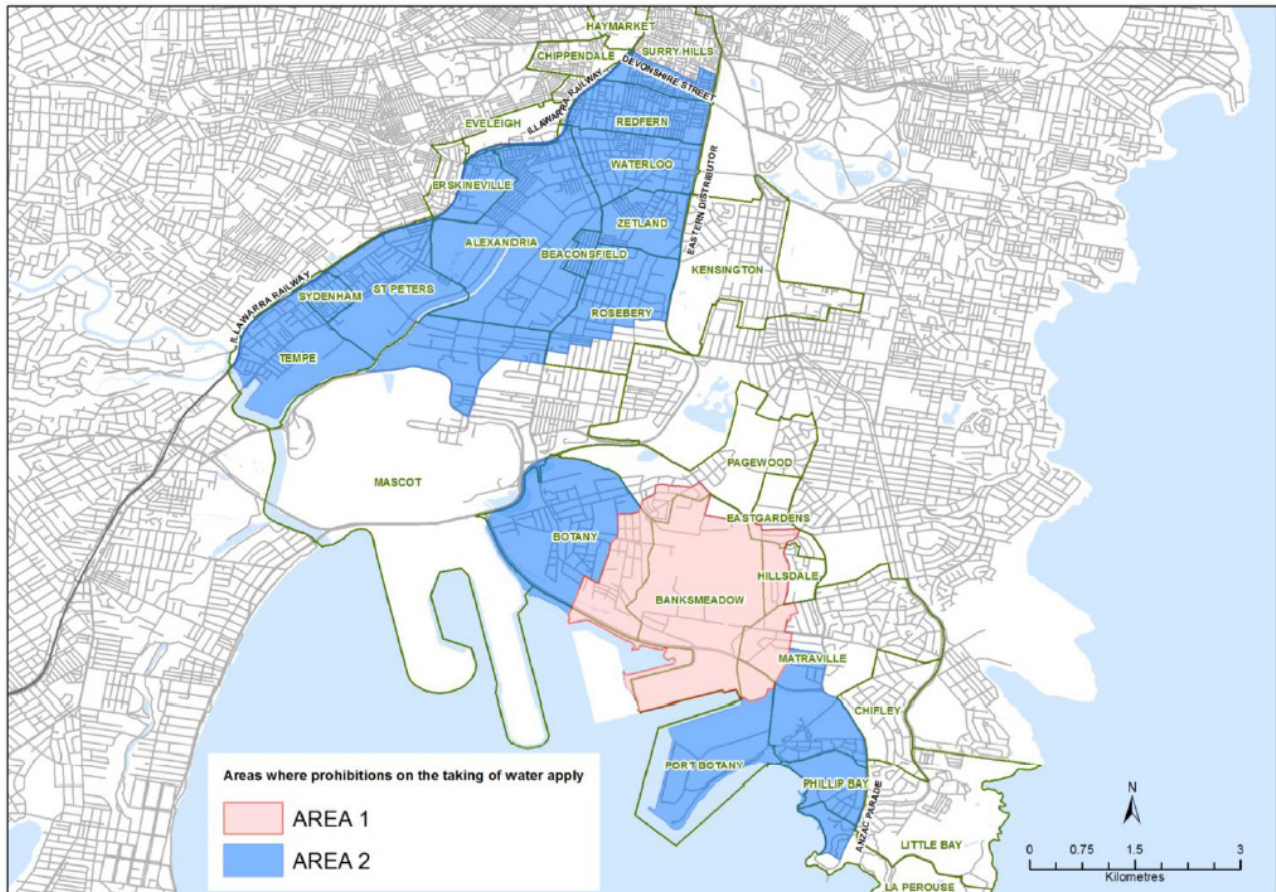 HAYMARKET
CHIPPENDALE
SURRY HILLS
DEVONSHIRE STREET
ILLAWARRA RAILWAY
EVELEIGH
REDFERN
WATERLOO
ERSKINEVILLE
ZETLAND
EASTERN DISTRIBUTOR
ALEXANDRIA
BEACONSFIELD
KENSINGTON
ILLAWARRA RAILWAY
SYDENHAM
ST PETERS
ROSEBERY
TEMPE
MASCOT
PAGEWOOD
EASTGARDENS
BOTANY
HILLSDALE
BANKSMEADOW
MATRAVILLE
CHIFLEY
PORT BOTANY
PHILLIP BAY
ANZAC PARADE
LITTLE BAY
LA PEROUSE
Areas where prohibitions on the taking of water apply
AREA 1
AREA 2
N
0 0.75 1.5 3
Kilometres